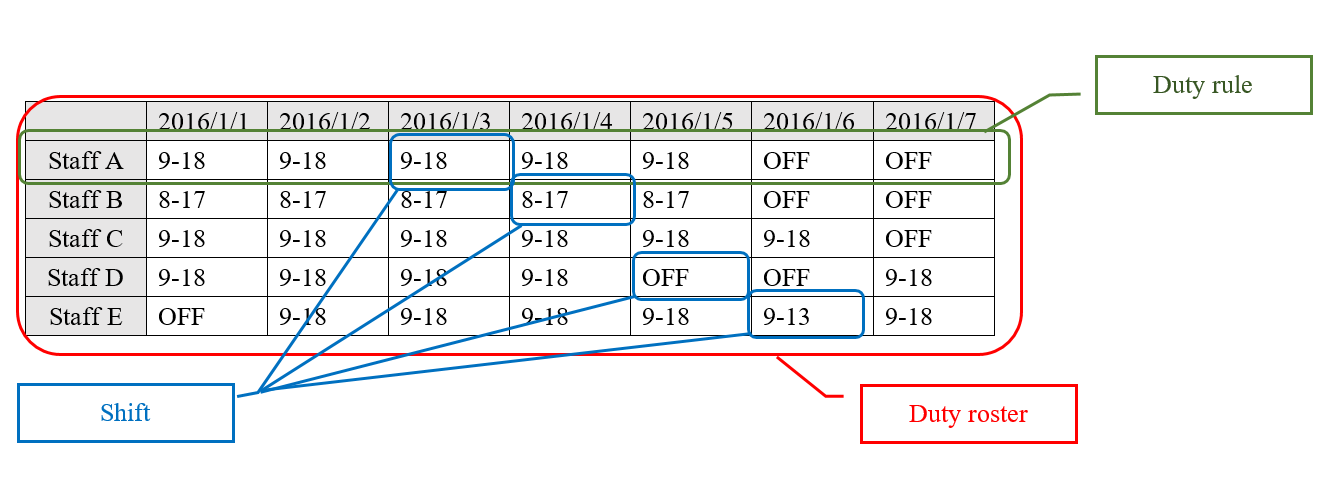 Duty rule
2016/1/1 2016/1/2 2016/1/3 2016/1/4 2016/1/5 2016/1/6 2016/1/7
Staff A 9-18 9-18 9-18 9-18 9-18 OFF OFF
Staff B 8-17 8-17 8-17 8-17 8-17 OFF OFF
Staff C 9-18 9-18 9-18 9-18 9-18 9-18 OFF
Staff D 9-18 9-18 9-18 9-18 OFF OFF 9-18
Staff E OFF 9-18 9-18 9-18 9-18 9-13 9-18
Shift
Duty roster